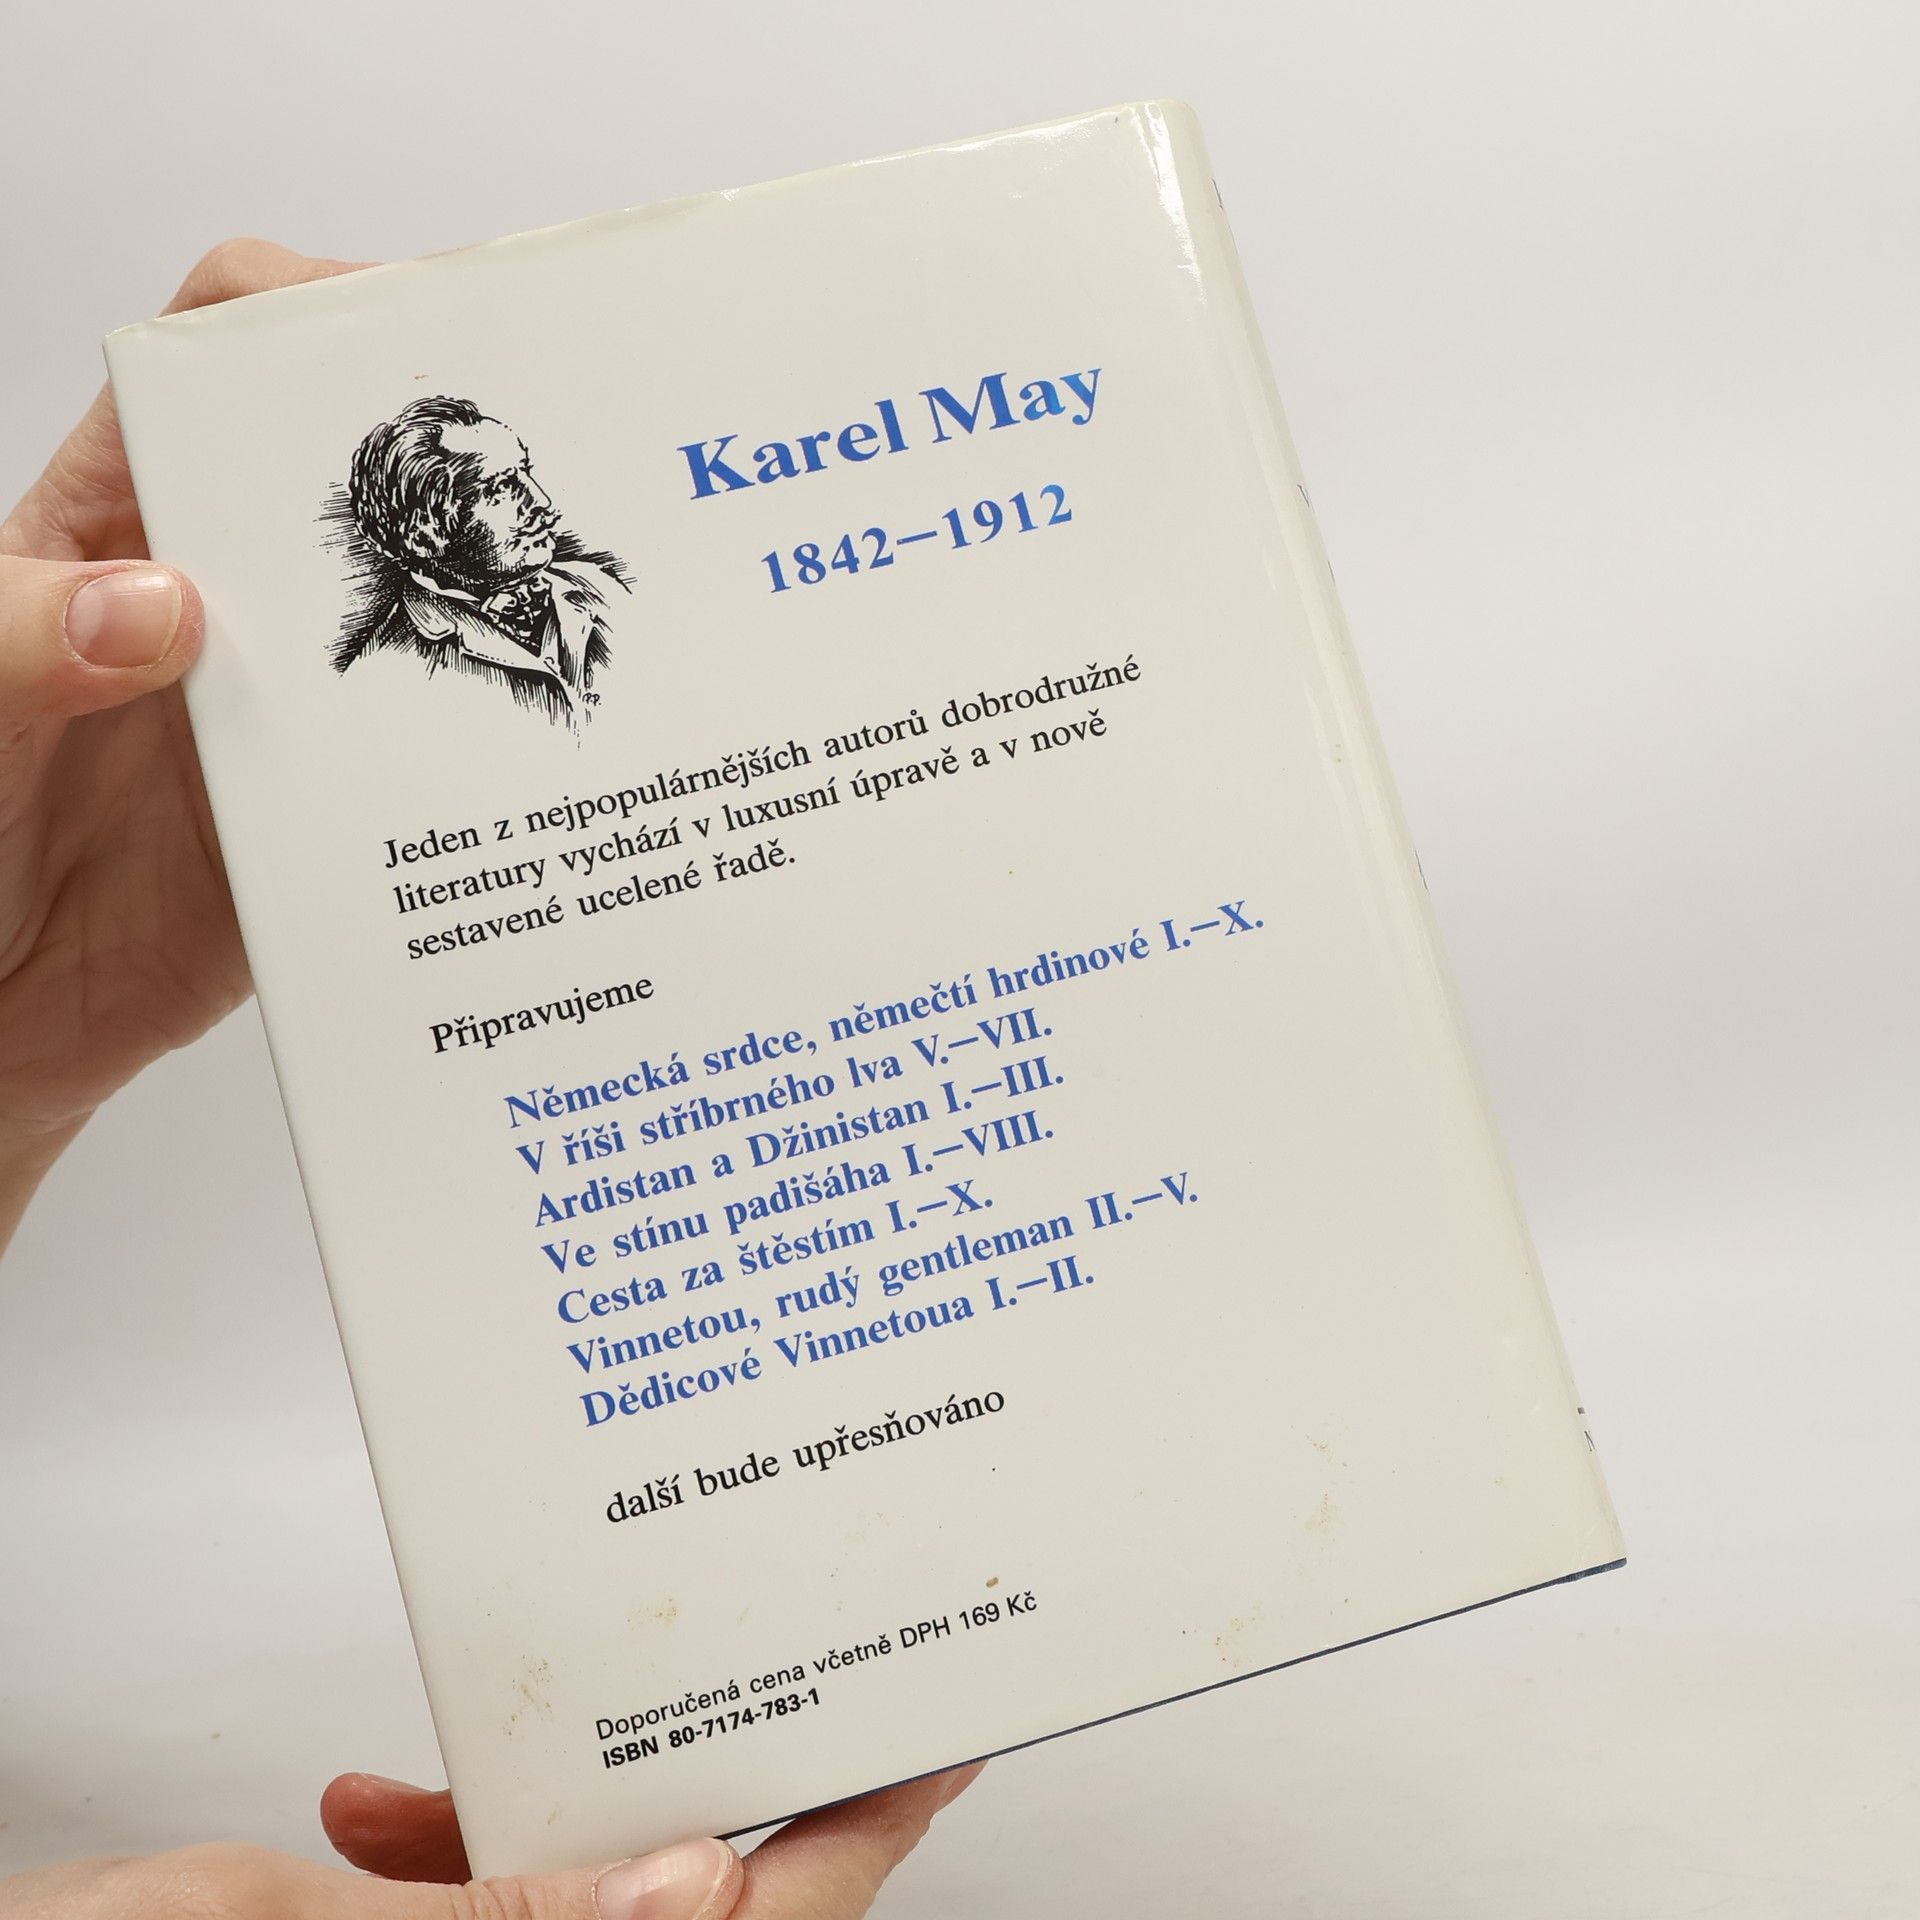 Karel May
1842–1912
P.P.
Jeden z nejpopulárnějších autorů dobrodružné
literatury vychází v luxusní úpravě a v nově
sestavené ucelené řadě.
Připravujeme
Německá srdce, němečtí hrdinové I.–X.
V říši stříbrného lva V.–VII.
Ardistan a Džinistan I.–III.
Ve stínu padišáha I.–VIII.
Cesta za štěstím I.–X.
Vinnetou, rudý gentleman II.–V.
Dědicové Vinnetoua I.–II.
další bude upřesňováno
Doporučená cena včetně DPH 169 Kč
ISBN 80-7174-783-1